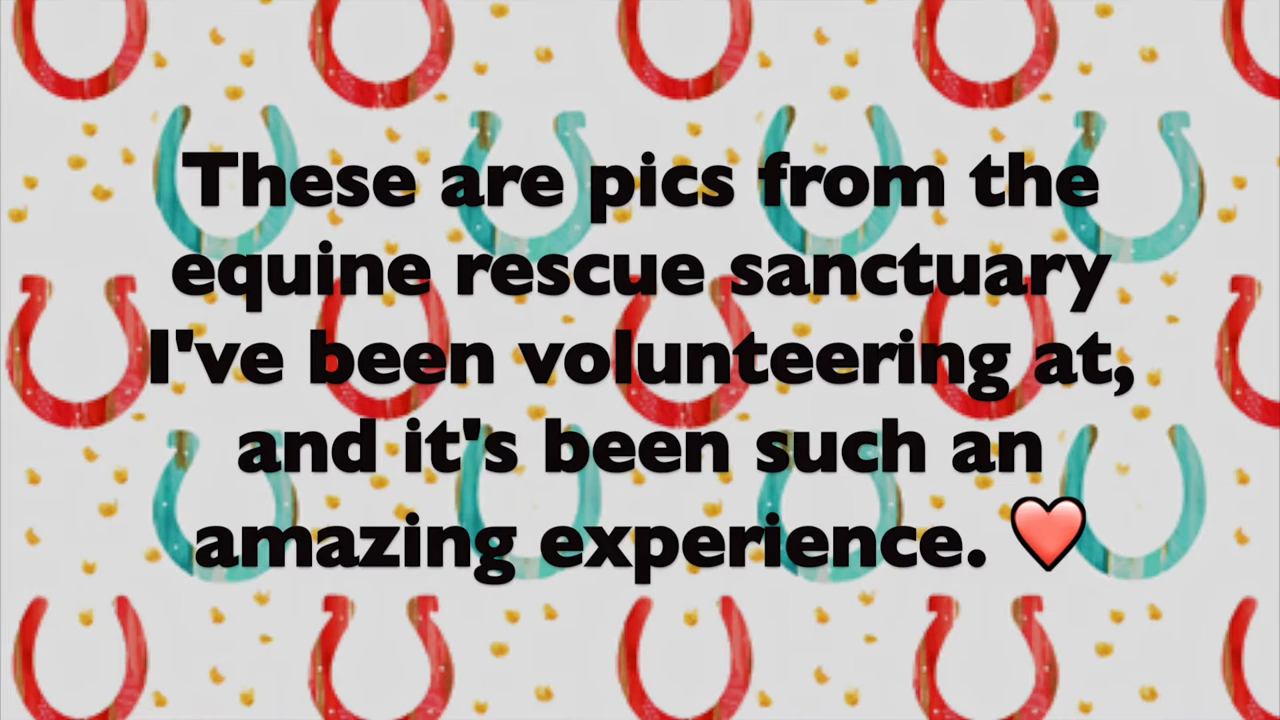 These are pics from the
equine rescue sanctuary
I've been volunteering at,
and it's been such an
amazing experience. ❤️